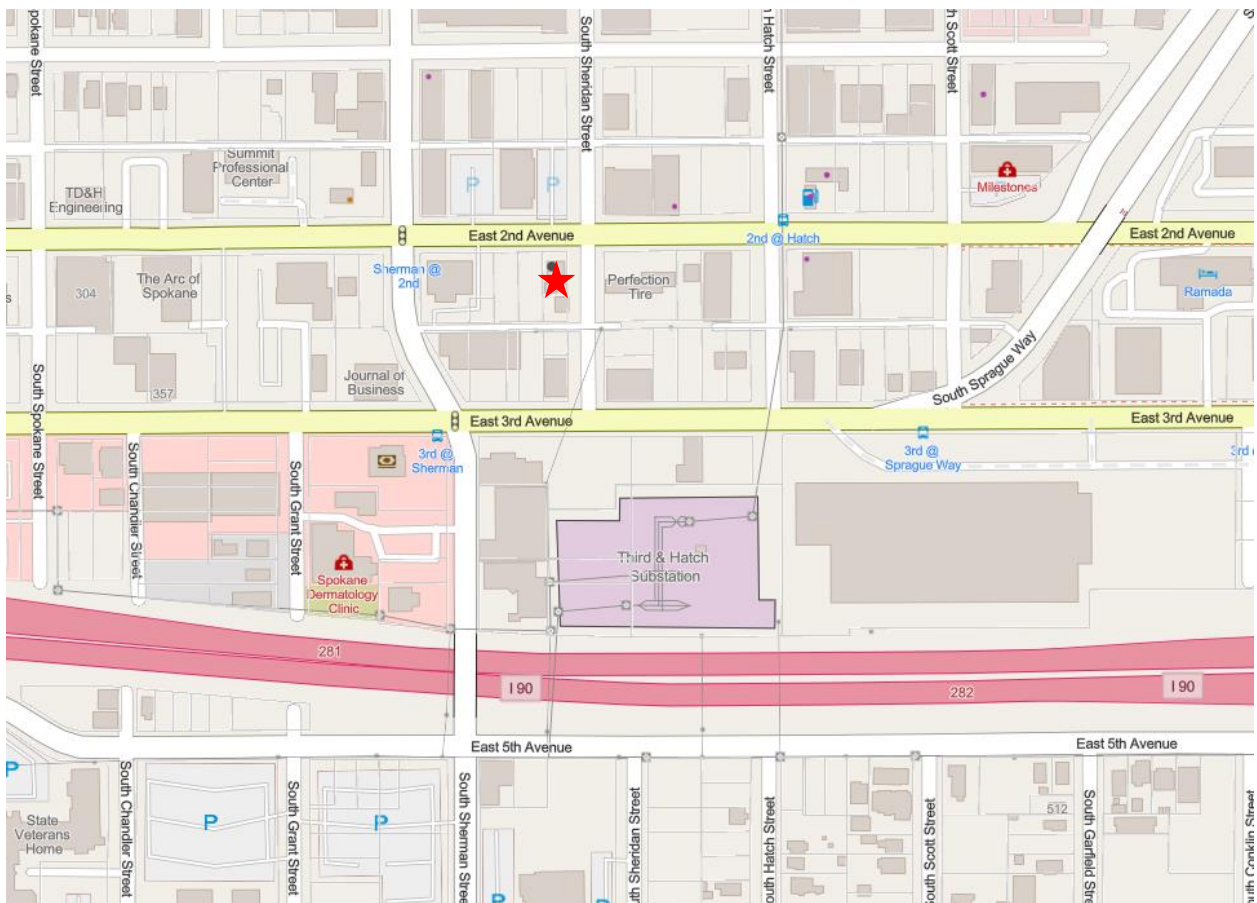 South Sheridan Street
Spokane Street
Hatch Street
Scott Street
Summit
Professional
Center
TD&H
Engineering
P
P
Milestones
East 2nd Avenue
2nd @ Hatch
East 2nd Avenue
Sherman @
2nd
The Arc of
Spokane
304
Perfection
Tire
Ramada
South Sprague Way
South Spokane Street
357
Journal of
Business
East 3rd Avenue
East 3rd Avenue
3rd @
Sherman
3rd @
Sprague Way
3rd
South Chandler Street
South Grant Street
Third & Hatch
Substation
Spokane
Dermatology
Clinic
281
I 90
282
I 90
East 5th Avenue
East 5th Avenue
P
South Chandler Street
P
South Grant Street
P
South Sherman Street
South Sheridan Street
South Hatch Street
South Scott Street
512
South Garfield Stre
South Conklin Street
State
Veterans
Home
P
P